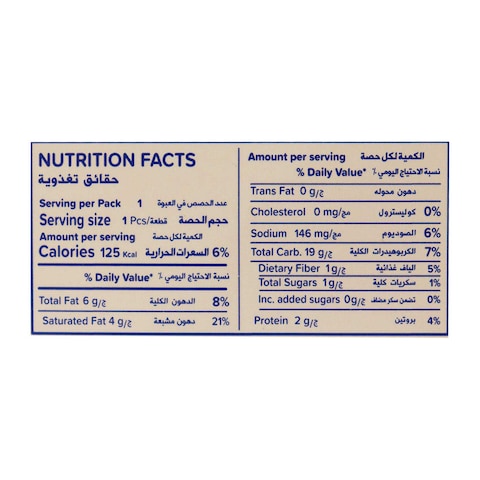 NUTRITION FACTS
حقائق تغذوية
Serving per Pack 1 عدد الحصص في العبوة
Serving size 1 Pcs/قطعة حجم الحصة
Amount per serving الكمية لكل حصة
Calories 125 Kcal السعرات الحرارية 6%
% Daily Value* نسبة الاحتياج اليومي %
Total Fat 6 g/ج الدهون الكلية 8%
Saturated Fat 4 g/ج دهون مشبعة 21%
Amount per serving الكمية لكل حصة
% Daily Value* نسبة الاحتياج اليومي %
Trans Fat 0 g/ج دهون محوله
Cholesterol 0 mg/مج كوليسترول 0%
Sodium 146 mg/مج الصوديوم 6%
Total Carb. 19 g/ج الكربوهيدرات الكلية 7%
Dietary Fiber 1 g/ج الياف غذائية 5%
Total Sugars 1 g/ج سكريات كلية 1%
Inc. added sugars 0g/ج تتضمن سكر مضاف 0%
Protein 2 g/ج بروتين 4%